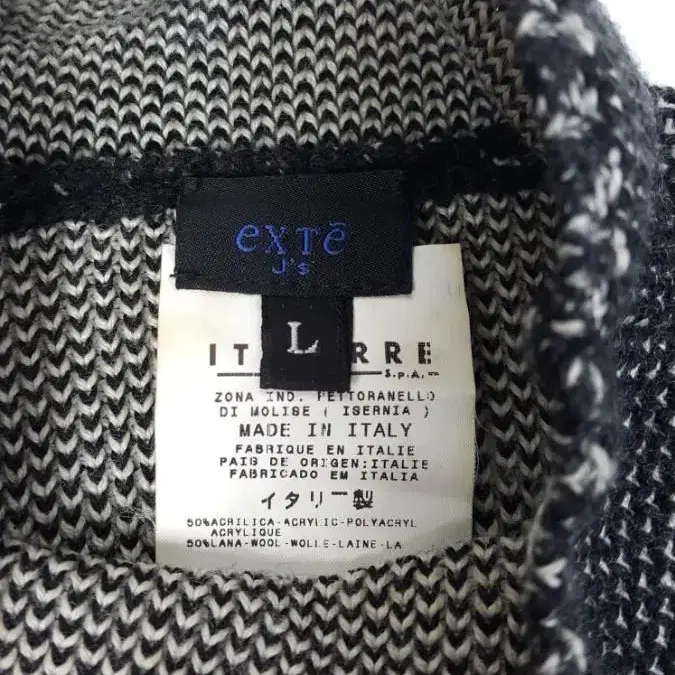 exTē
J's
L
IT RRE
S.p.A.
ZONA IND. PETTORANELLO
DI MOLISE ( ISERNIA )
MADE IN ITALY
FABRIQUE EN ITALIE
PAIS DE ORIGEN:ITALIE
FABRICADO EM ITALIA
イタリー製
50%ACRILICA-ACRYLIC-POLYACRYL
ACRYLIQUE
50%LANA-WOOL-WOLLE-LAINE-LA